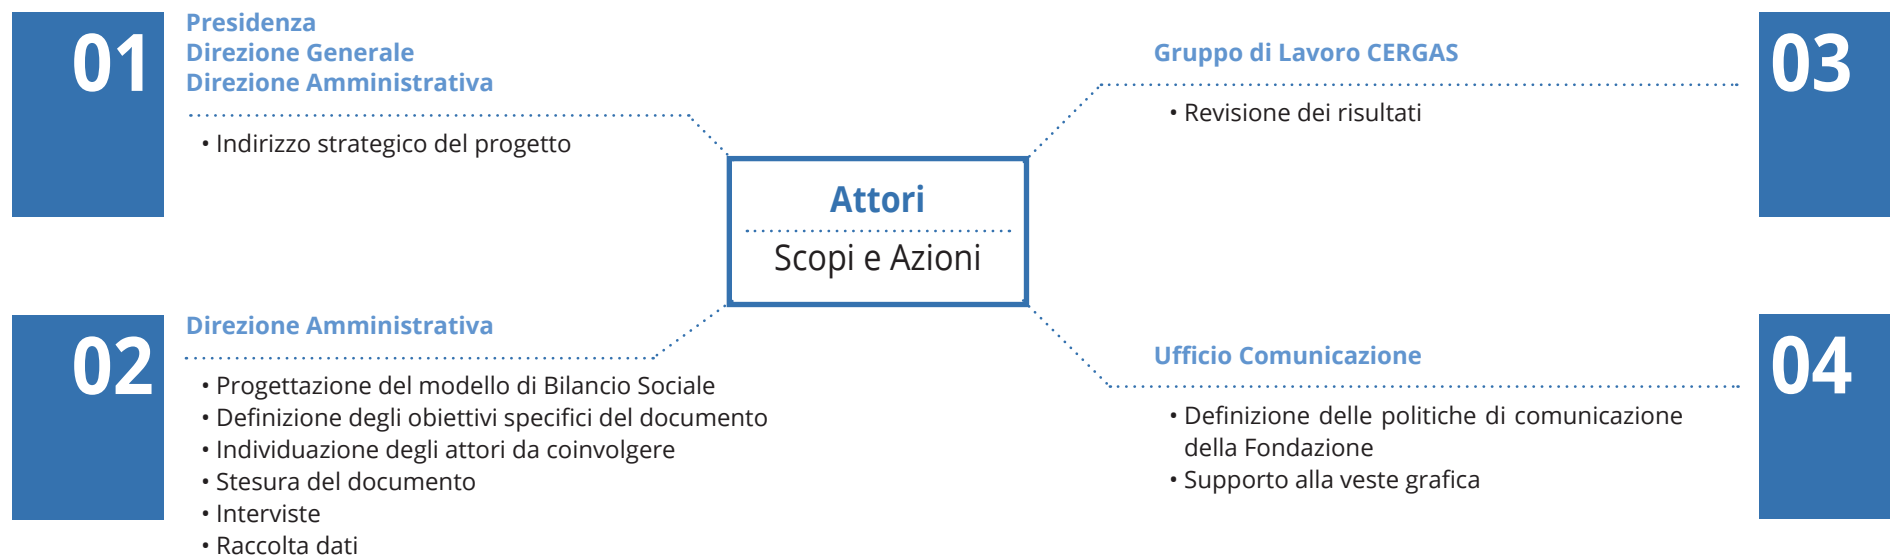 01
Presidenza
Direzione Generale
Direzione Amministrativa
• Indirizzo strategico del progetto
02
Direzione Amministrativa
• Progettazione del modello di Bilancio Sociale
• Definizione degli obiettivi specifici del documento
• Individuazione degli attori da coinvolgere
• Stesura del documento
• Interviste
• Raccolta dati
Attori
Scopi e Azioni
03
Gruppo di Lavoro CERGAS
• Revisione dei risultati
04
Ufficio Comunicazione
• Definizione delle politiche di comunicazione
della Fondazione
• Supporto alla veste grafica